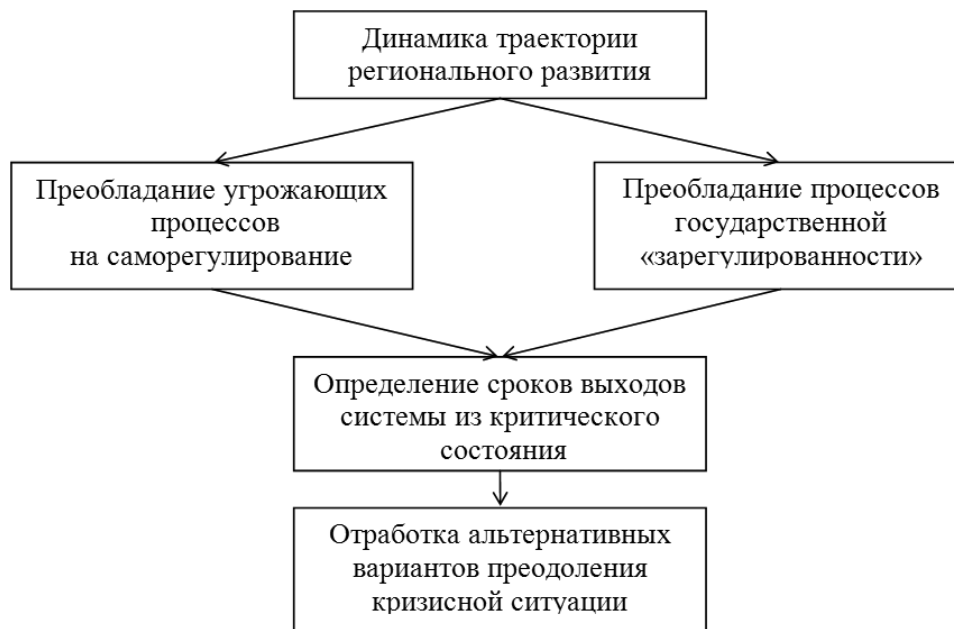 Динамика траектории
регионального развития
Преобладание угрожающих
процессов
на саморегулирование
Преобладание процессов
государственной
«зарегулированности»
Определение сроков выходов
системы из критического
состояния
Отработка альтернативных
вариантов преодоления
кризисной ситуации